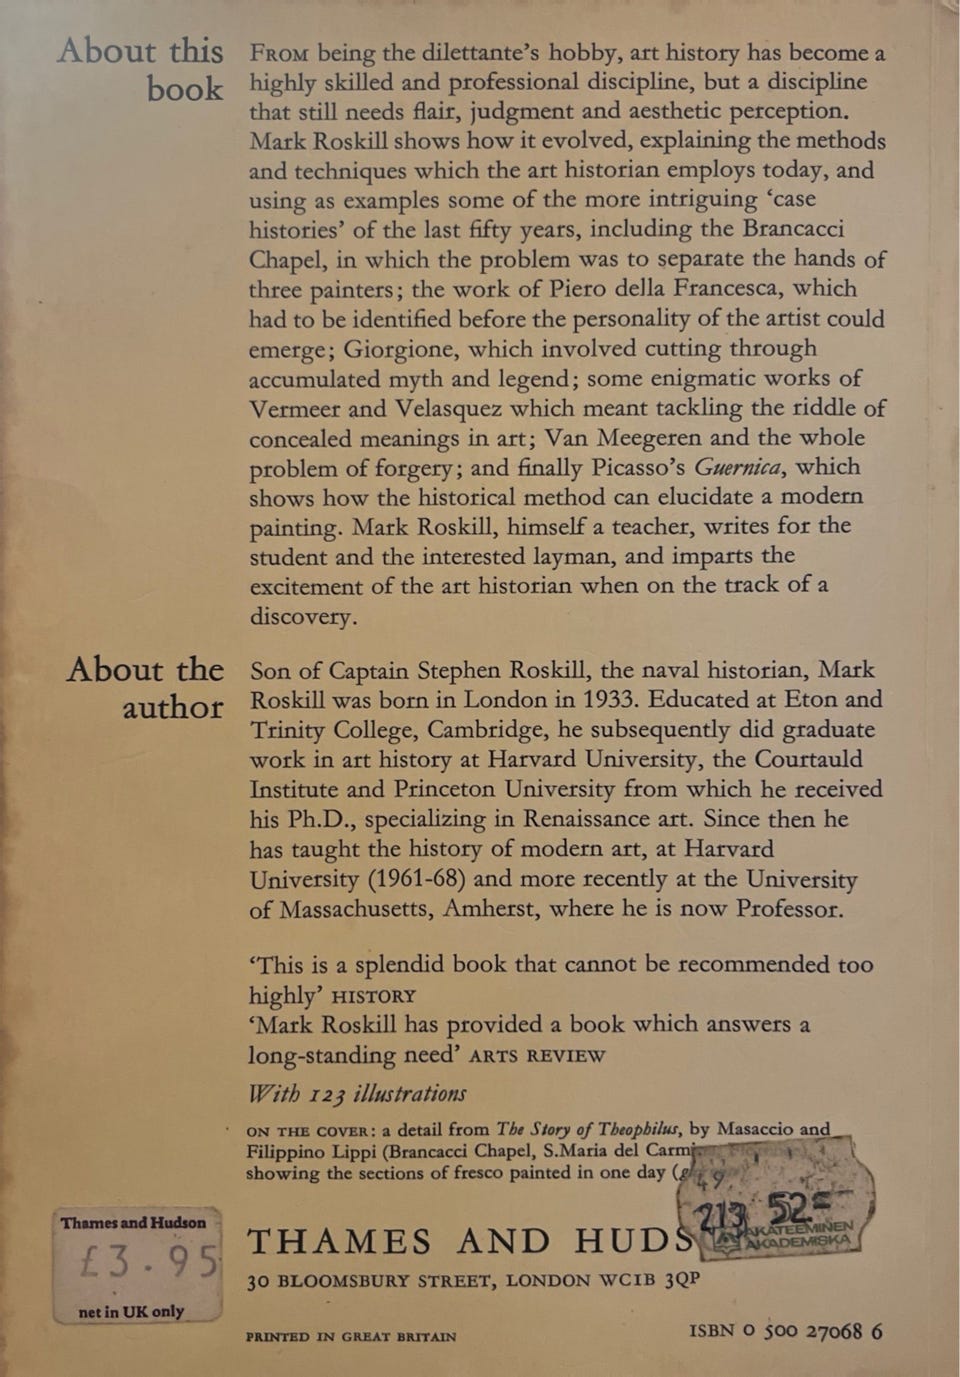 About this
book
FROM being the dilettante's hobby, art history has become a
highly skilled and professional discipline, but a discipline
that still needs flair, judgment and aesthetic perception.
Mark Roskill shows how it evolved, explaining the methods
and techniques which the art historian employs today, and
using as examples some of the more intriguing ‘case
histories’ of the last fifty years, including the Brancacci
Chapel, in which the problem was to separate the hands of
three painters; the work of Piero della Francesca, which
had to be identified before the personality of the artist could
emerge; Giorgione, which involved cutting through
accumulated myth and legend; some enigmatic works of
Vermeer and Velasquez which meant tackling the riddle of
concealed meanings in art; Van Meegeren and the whole
problem of forgery; and finally Picasso’s Guernica, which
shows how the historical method can elucidate a modern
painting. Mark Roskill, himself a teacher, writes for the
student and the interested layman, and imparts the
excitement of the art historian when on the track of a
discovery.
About the
author
Son of Captain Stephen Roskill, the naval historian, Mark
Roskill was born in London in 1933. Educated at Eton and
Trinity College, Cambridge, he subsequently did graduate
work in art history at Harvard University, the Courtauld
Institute and Princeton University from which he received
his Ph.D., specializing in Renaissance art. Since then he
has taught the history of modern art, at Harvard
University (1961-68) and more recently at the University
of Massachusetts, Amherst, where he is now Professor.
‘This is a splendid book that cannot be recommended too
highly’ HISTORY
‘Mark Roskill has provided a book which answers a
long-standing need’ ARTS REVIEW
With 123 illustrations
ON THE COVER: a detail from The Story of Theophilus, by Masaccio and
Filippino Lippi (Brancacci Chapel, S.Maria del Carm
showing the sections of fresco painted in one day
213 52
AKATEEMINEN
AKADEMISKA
Thames and Hudson
£3.95
net in UK only
THAMES AND HUDS
30 BLOOMSBURY STREET, LONDON WC1B 3QP
PRINTED IN GREAT BRITAIN
ISBN 0 500 27068 6